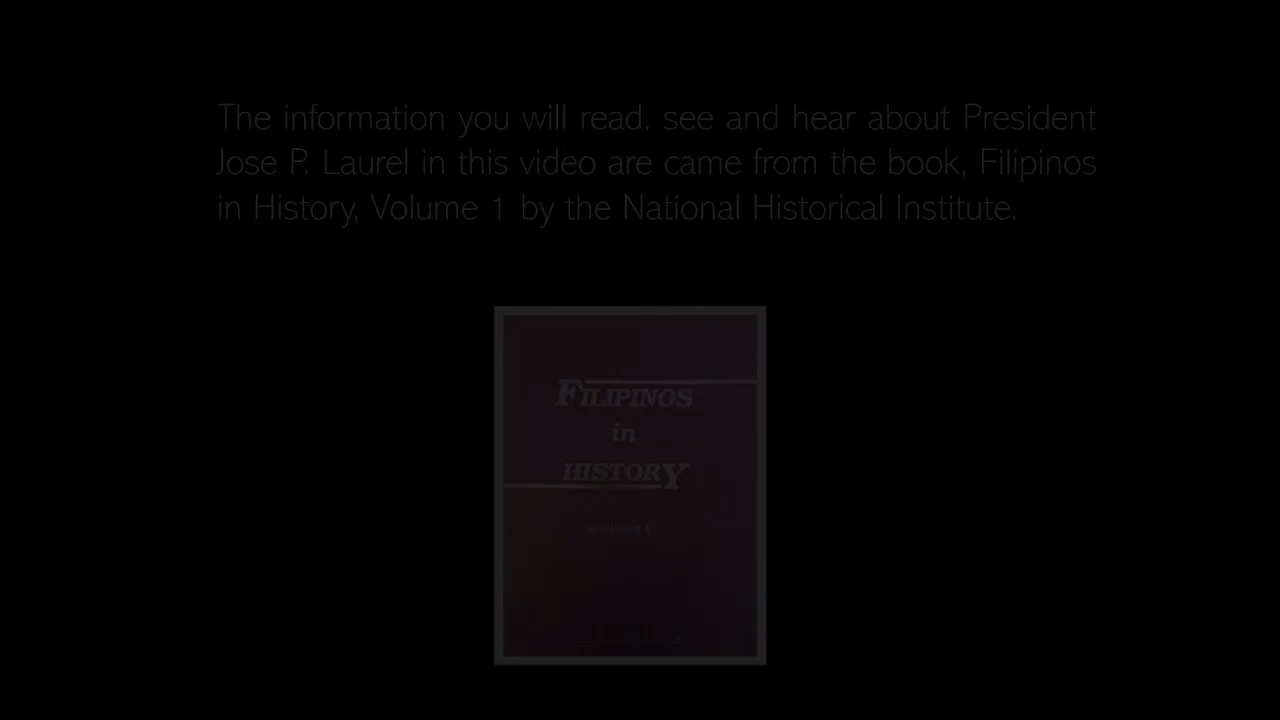 The information you will read, see and hear about President
Jose P. Laurel in this video are came from the book, Filipinos
in History, Volume 1 by the National Historical Institute.
FILIPINOS
in
HISTORY